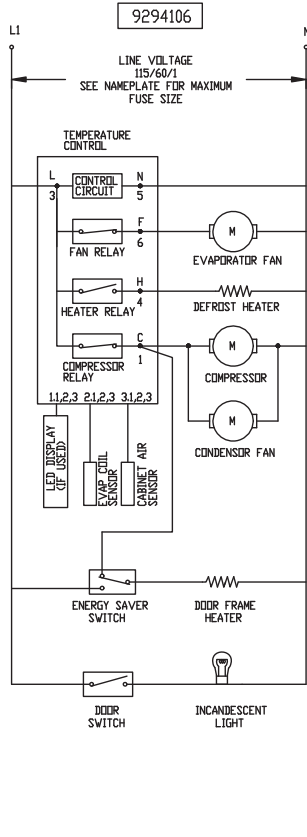 9294106
L1
N
LINE VOLTAGE
115/60/1
SEE NAMEPLATE FOR MAXIMUM
FUSE SIZE
TEMPERATURE
CONTROL
L
3
CONTROL
CIRCUIT
N
5
FAN RELAY
F
6
M
EVAPORATOR FAN
HEATER RELAY
H
4
DEFROST HEATER
COMPRESSOR
RELAY
C
1
M
COMPRESSOR
M
CONDENSOR FAN
1.1,2,3 2.1,2,3 3.1,2,3
LED DISPLAY
(IF USED)
EVAP COIL
SENSOR
CABINET AIR
SENSOR
ENERGY SAVER
SWITCH
DOOR FRAME
HEATER
DOOR
SWITCH
INCANDESCENT
LIGHT